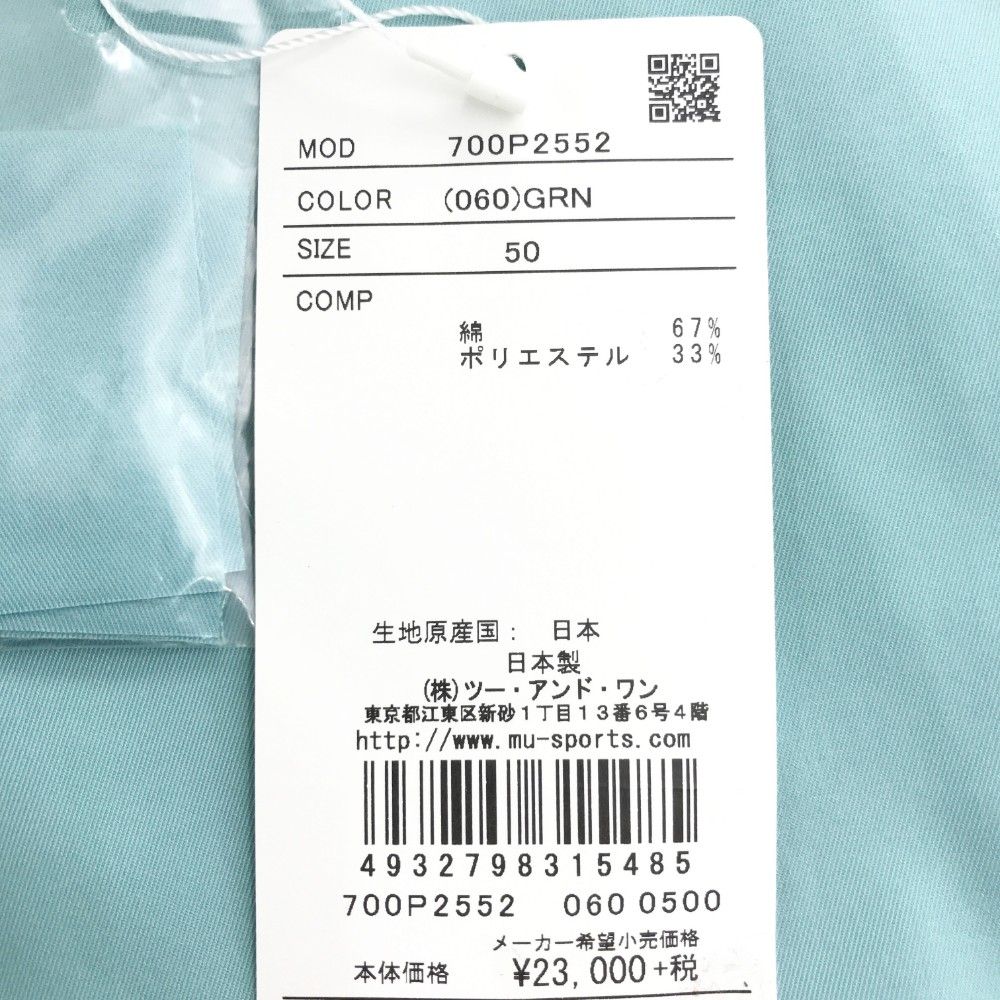 MOD 700P2552
COLOR (060)GRN
SIZE 50
COMP
綿 67%
ポリエステル 33%
生地原産国： 日本
日本製
(株)ツー・アンド・ワン
東京都江東区新砂1丁目13番6号4階
http://www.mu-sports.com
4932798315485
700P2552 060 0500
メーカー希望小売価格
本体価格 ¥23,000+税